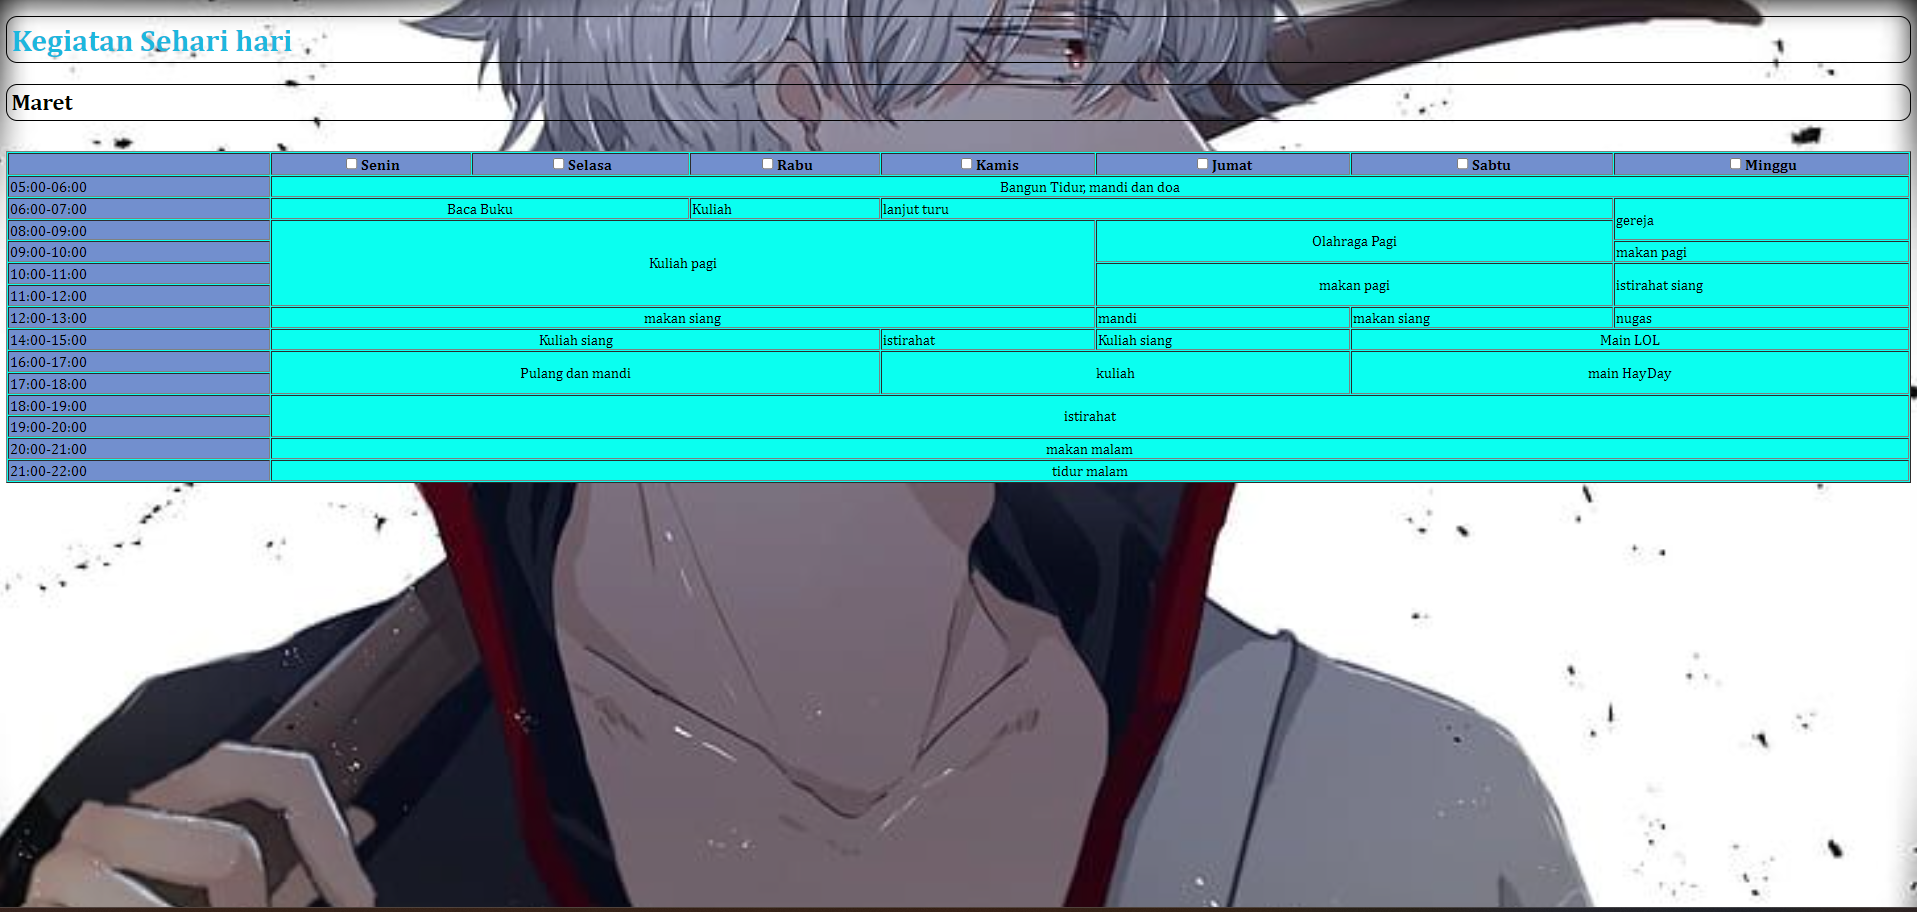 Kegiatan Sehari hari
Maret
Senin Selasa Rabu Kamis Jumat Sabtu Minggu
05:00-06:00 Bangun Tidur, mandi dan doa
06:00-07:00 Baca Buku Kuliah lanjut turu gereja
08:00-09:00 Kuliah pagi Olahraga Pagi
09:00-10:00 makan pagi
10:00-11:00 makan pagi istirahat siang
11:00-12:00
12:00-13:00 makan siang mandi makan siang nugas
14:00-15:00 Kuliah siang istirahat Kuliah siang Main LOL
16:00-17:00 Pulang dan mandi kuliah main HayDay
17:00-18:00
18:00-19:00 istirahat
19:00-20:00
20:00-21:00 makan malam
21:00-22:00 tidur malam